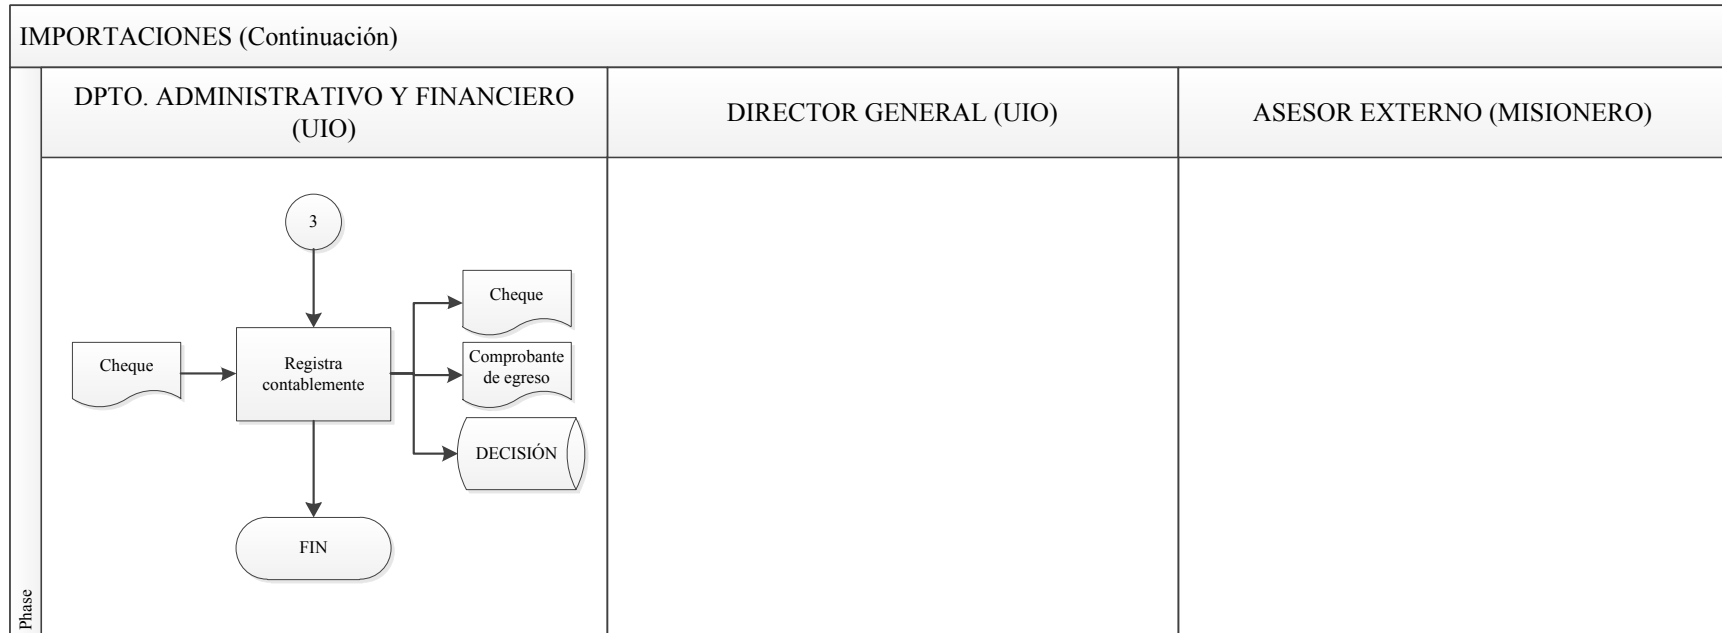 IMPORTACIONES (Continuación)
DPTO. ADMINISTRATIVO Y FINANCIERO
(UIO)
DIRECTOR GENERAL (UIO)
ASESOR EXTERNO (MISIONERO)
3
Cheque
Cheque
Registra
contablemente
Comprobante
de egreso
DECISIÓN
FIN
Phase